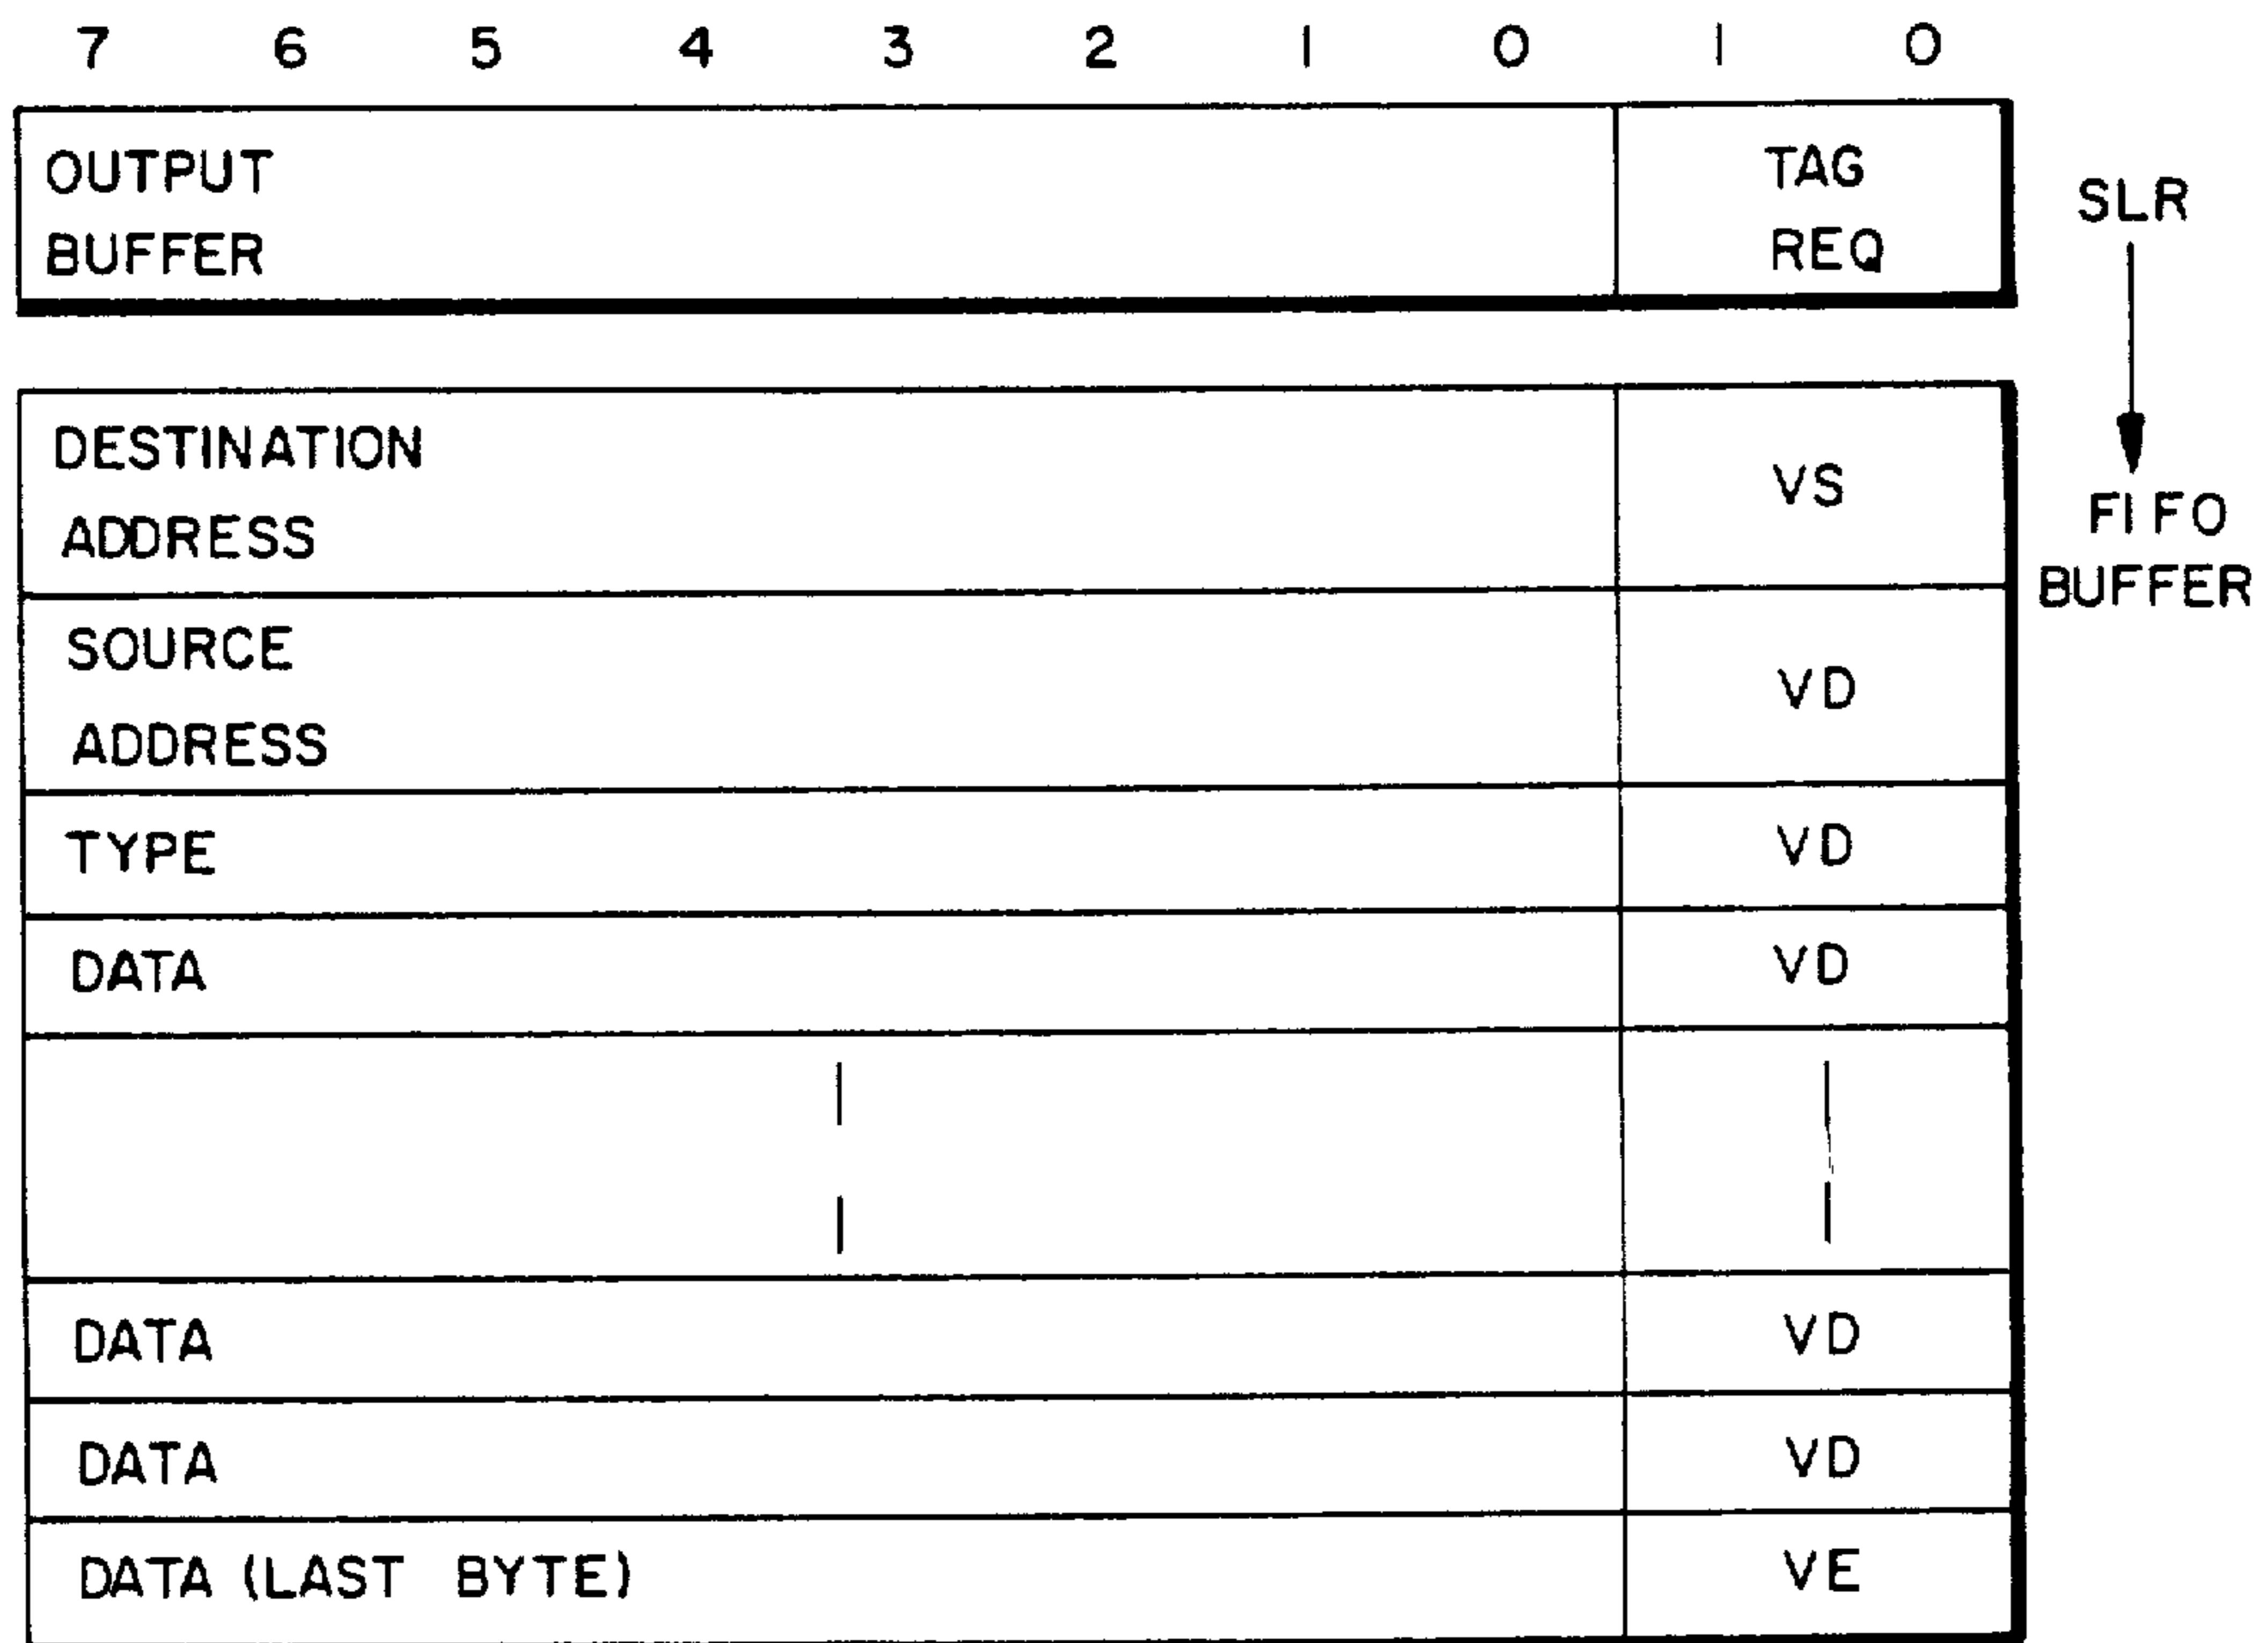 7 6 5 4 3 2 1 0 1 0
OUTPUT
BUFFER
TAG
REQ
SLR
DESTINATION
ADDRESS
VS
FIFO
BUFFER
SOURCE
ADDRESS
VD
TYPE VD
DATA VD
DATA VD
DATA VD
DATA (LAST BYTE) VE